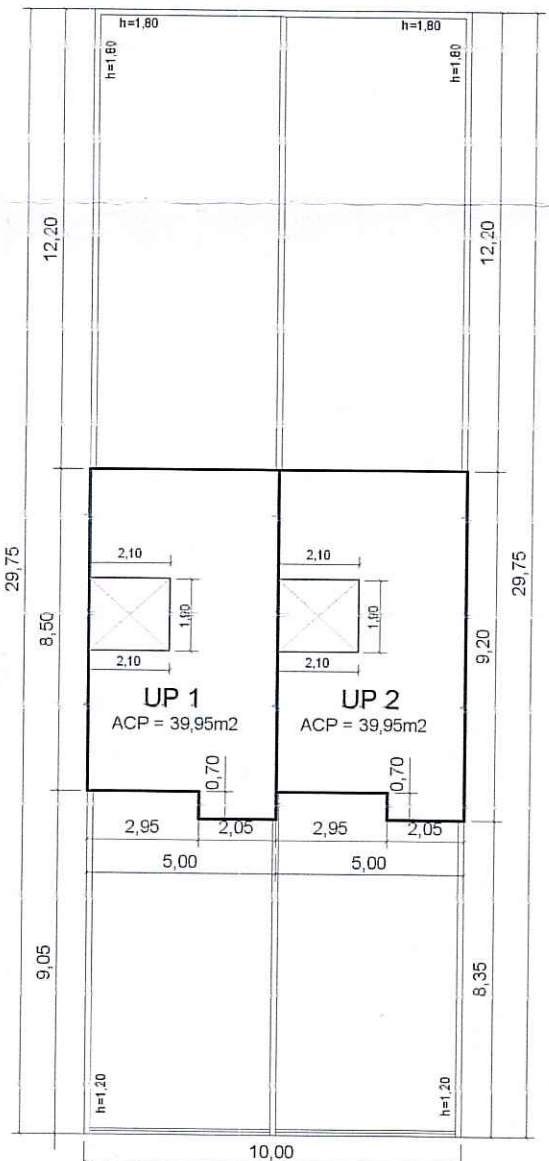 h=1,80
h=1,80
h=1,80
h=1,80
12,20
12,20
29,75
29,75
2,10
2,10
1,90
1,90
8,50
9,20
2,10
2,10
UP 1
UP 2
ACP = 39,95m2
ACP = 39,95m2
0,70
0,70
2,95
2,05
2,95
2,05
5,00
5,00
9,05
8,35
h=1,20
h=1,20
10,00